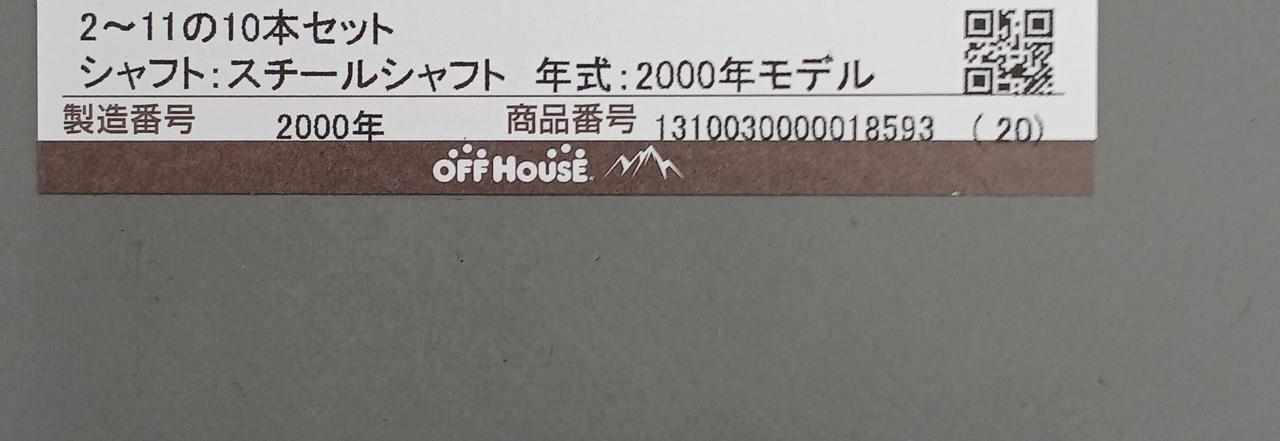 2～11の10本セット
シャフト:スチールシャフト 年式:2000年モデル
製造番号 2000年 商品番号 1310030000018593 (20)
OFF HOUSE